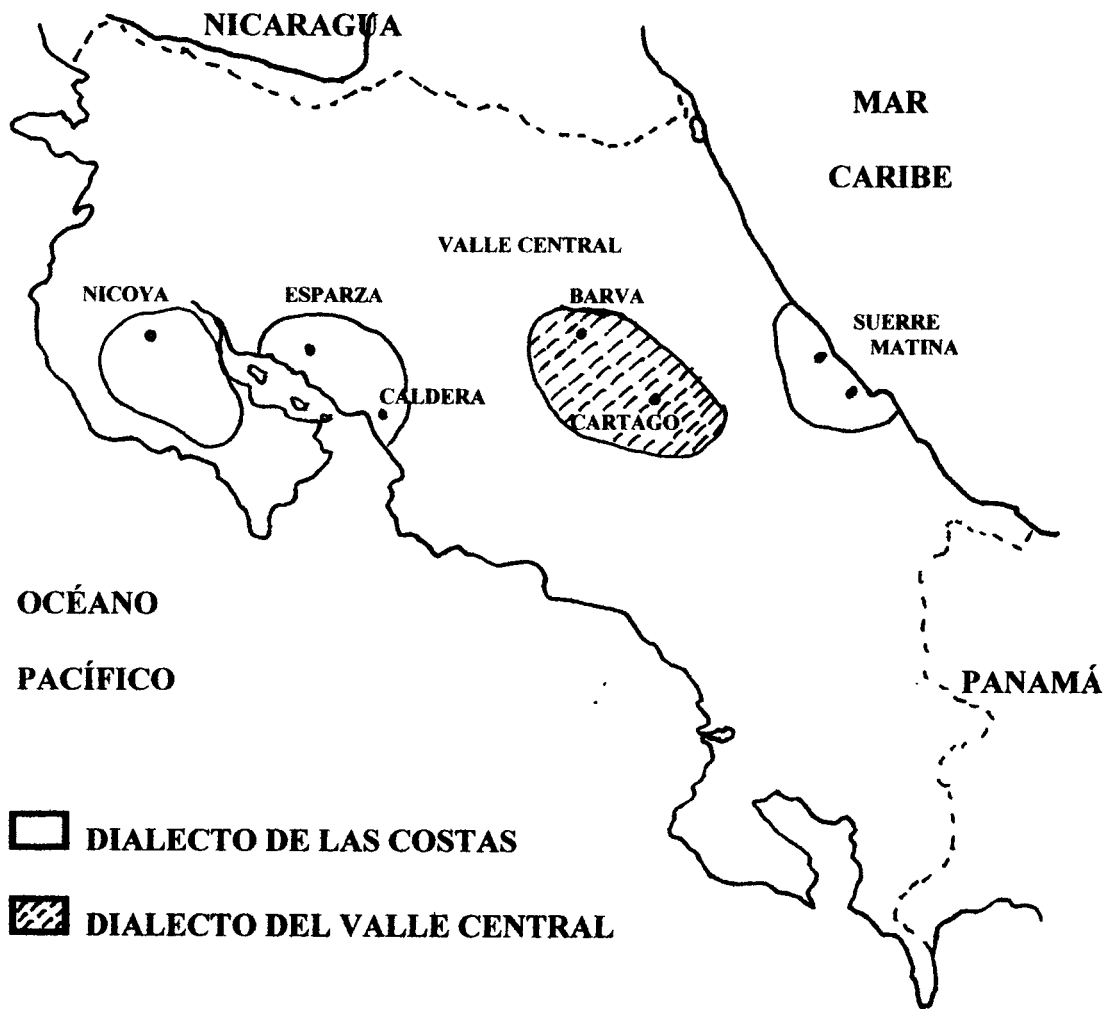 NICARAGUA
MAR
CARIBE
VALLE CENTRAL
NICOYA
ESPARZA
BARVA
SUERRE
MATINA
CALDERA
CARTAGO
OCÉANO
PACÍFICO
PANAMÁ
DIALECTO DE LAS COSTAS
DIALECTO DEL VALLE CENTRAL